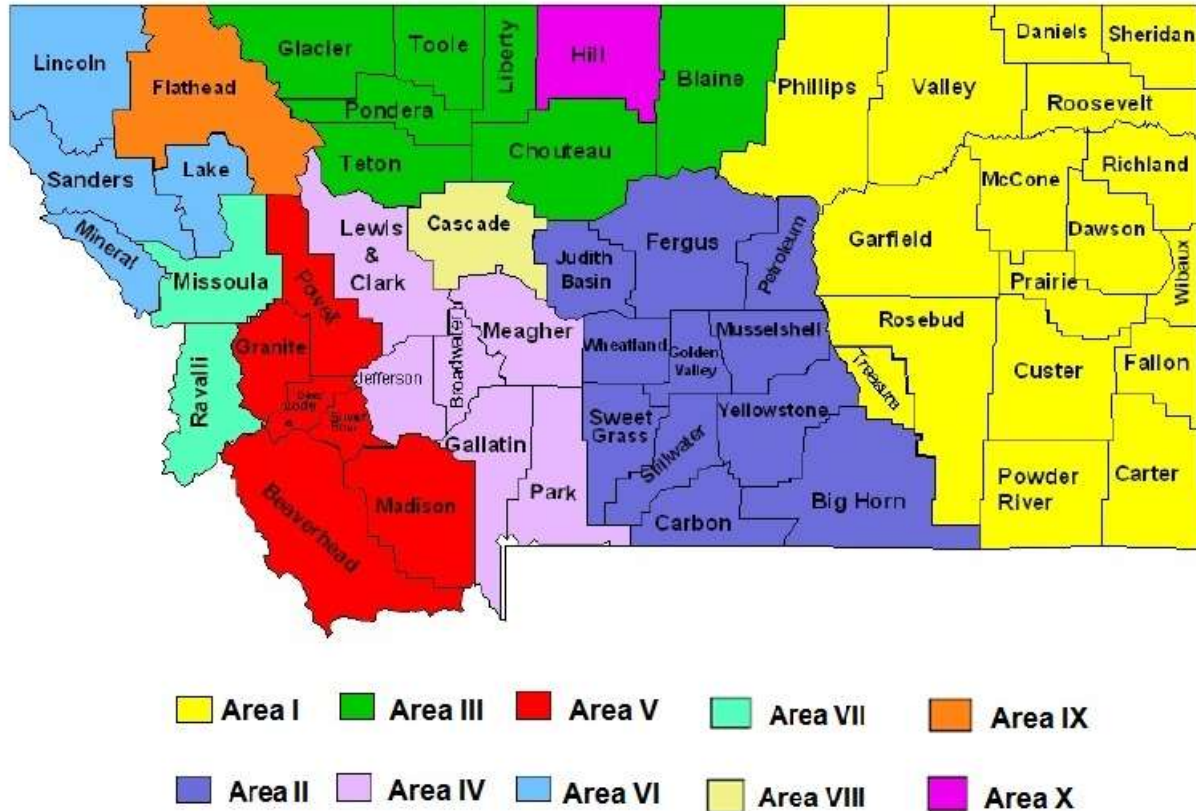 Lincoln
Flathead
Glacier
Toole
Liberty
Hill
Blaine
Phillips
Valley
Daniels
Sheridan
Roosevelt
Pondera
Teton
Chouteau
Sanders
Lake
Mineral
Missoula
Powell
Lewis
&
Clark
Cascade
Judith
Basin
Fergus
Petroleum
Garfield
McCone
Richland
Dawson
Prairie
Wibaux
Ravalli
Granite
Deer
Lodge
Silver
Bow
Jefferson
Broadwater
Meagher
Wheatland
Golden
Valley
Musselshell
Rosebud
Treasure
Custer
Fallon
Beaverhead
Madison
Gallatin
Park
Sweet
Grass
Stillwater
Yellowstone
Carbon
Big Horn
Powder
River
Carter
Area I
Area III
Area V
Area VII
Area IX
Area II
Area IV
Area VI
Area VIII
Area X